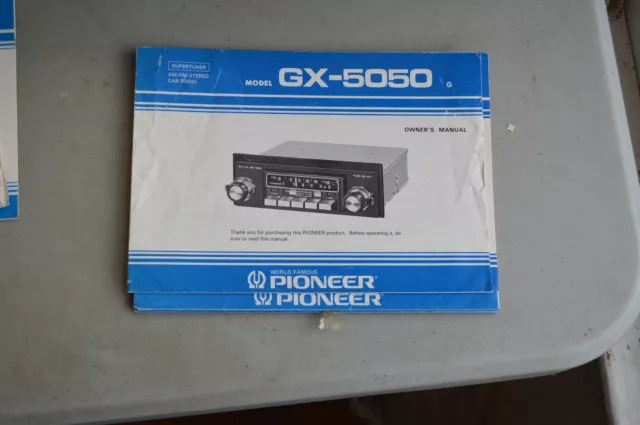 SUPERTUNER
AM/FM STEREO
CAR RADIO
MODEL GX-5050 G
OWNER'S MANUAL
Thank you for purchasing this PIONEER product. Before operating it, be
sure to read this manual.
WORLD FAMOUS
PIONEER
PIONEER